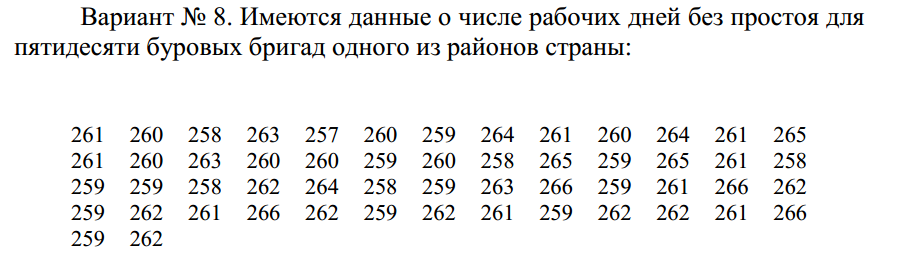 Вариант № 8. Имеются данные о числе рабочих дней без простоя для
пятидесяти буровых бригад одного из районов страны:
261 260 258 263 257 260 259 264 261 260 264 261 265
261 260 263 260 260 259 260 258 265 259 265 261 258
259 259 258 262 264 258 259 263 266 259 261 266 262
259 262 261 266 262 259 262 261 259 262 262 261 266
259 262